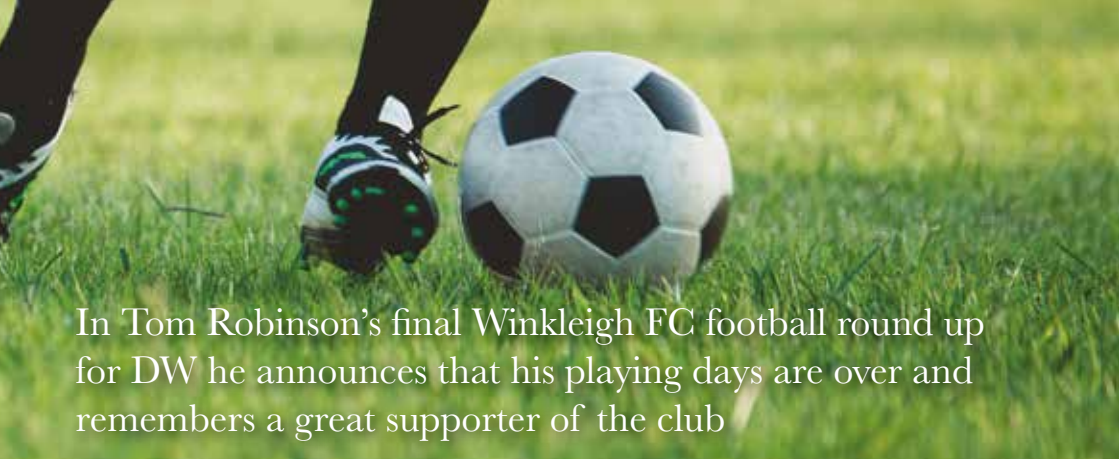 In Tom Robinson’s final Winkleigh FC football round up
for DW he announces that his playing days are over and
remembers a great supporter of the club